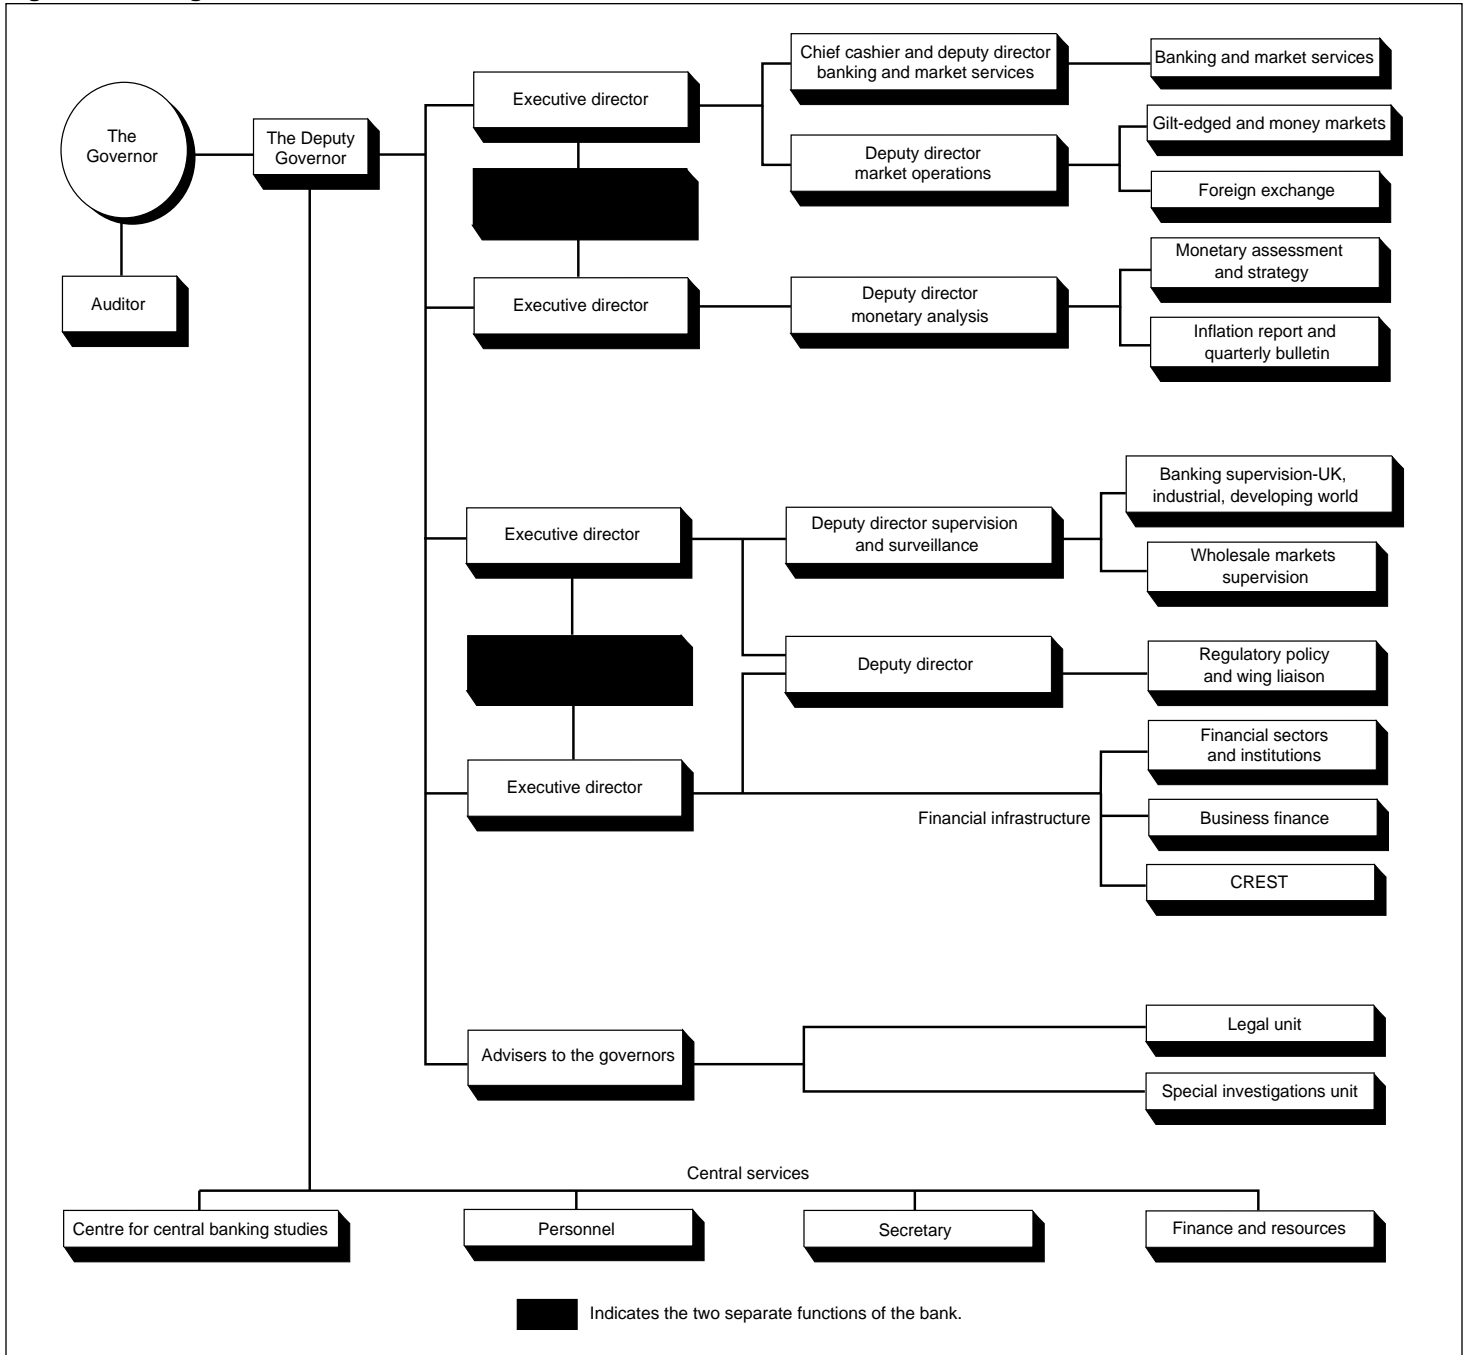 The
Governor
The Deputy
Governor
Auditor
Executive director
Chief cashier and deputy director
banking and market services
Banking and market services
Deputy director
market operations
Gilt-edged and money markets
Foreign exchange
Executive director
Deputy director
monetary analysis
Monetary assessment
and strategy
Inflation report and
quarterly bulletin
Executive director
Deputy director supervision
and surveillance
Banking supervision-UK,
industrial, developing world
Wholesale markets
supervision
Deputy director
Regulatory policy
and wing liaison
Executive director
Financial infrastructure
Financial sectors
and institutions
Business finance
CREST
Advisers to the governors
Legal unit
Special investigations unit
Central services
Centre for central banking studies
Personnel
Secretary
Finance and resources
Indicates the two separate functions of the bank.